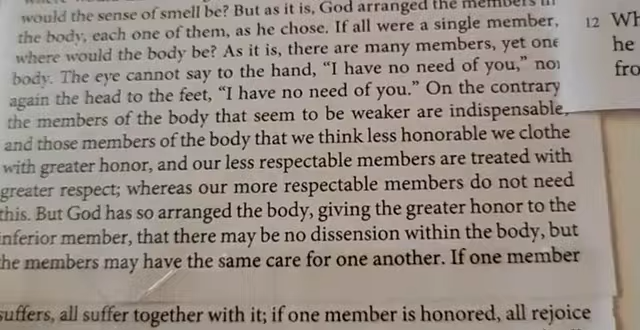 would the sense of smell be? But as it is, God arranged the members in
the body, each one of them, as he chose. If all were a single member,
where would the body be? As it is, there are many members, yet one
body. The eye cannot say to the hand, “I have no need of you,” nor
again the head to the feet, “I have no need of you.” On the contrary
the members of the body that seem to be weaker are indispensable,
and those members of the body that we think less honorable we clothe
with greater honor, and our less respectable members are treated with
greater respect; whereas our more respectable members do not need
this. But God has so arranged the body, giving the greater honor to the
inferior member, that there may be no dissension within the body, but
the members may have the same care for one another. If one member
suffers, all suffer together with it; if one member is honored, all rejoice
12 Wh
he
fro